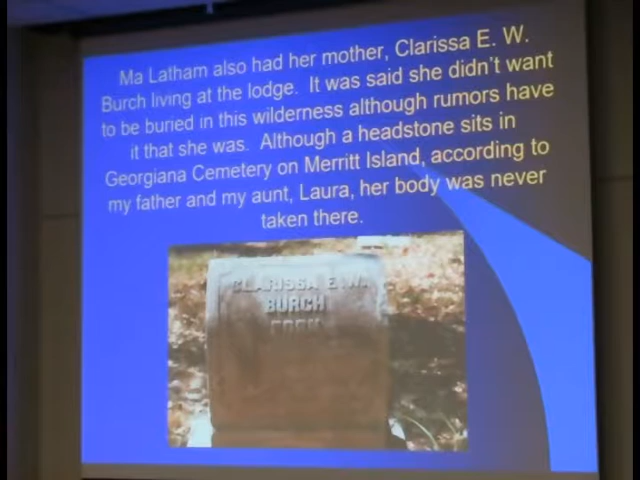 Ma Latham also had her mother, Clarissa E. W.
Burch living at the lodge. It was said she didn't want
to be buried in this wilderness although rumors have
it that she was. Although a headstone sits in
Georgiana Cemetery on Merritt Island, according to
my father and my aunt, Laura, her body was never
taken there.
CLARISSA E. W.
BURCH